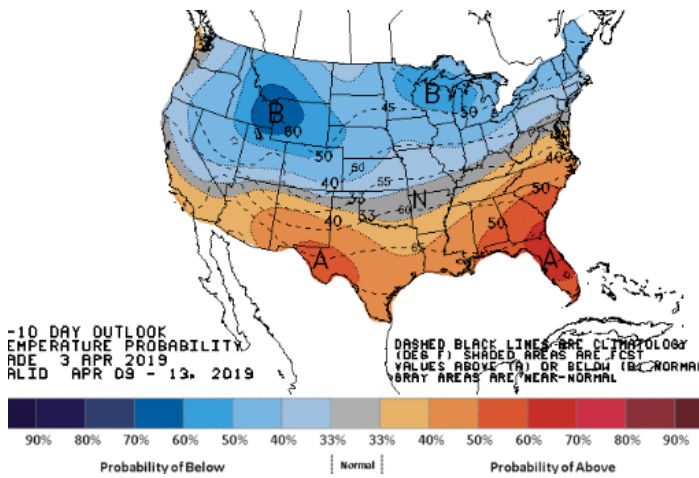 B
B
45
50
60
50
50
55
40
33
33
N
60
40
40
50
50
65
A
A
-10 DAY OUTLOOK
EMPERATURE PROBABILITY
ADE 3 APR 2019
ALID APR 09 - 13, 2019
DASHED BLACK LINES ARE CLIMATOLOGY
(DEG F) SHADED AREAS ARE FCST
VALUES ABOVE (A) OR BELOW (B) NORMAL
GRAY AREAS ARE NEAR-NORMAL
90% 80% 70% 60% 50% 40% 33% 33% 40% 50% 60% 70% 80% 90%
Probability of Below Normal Probability of Above